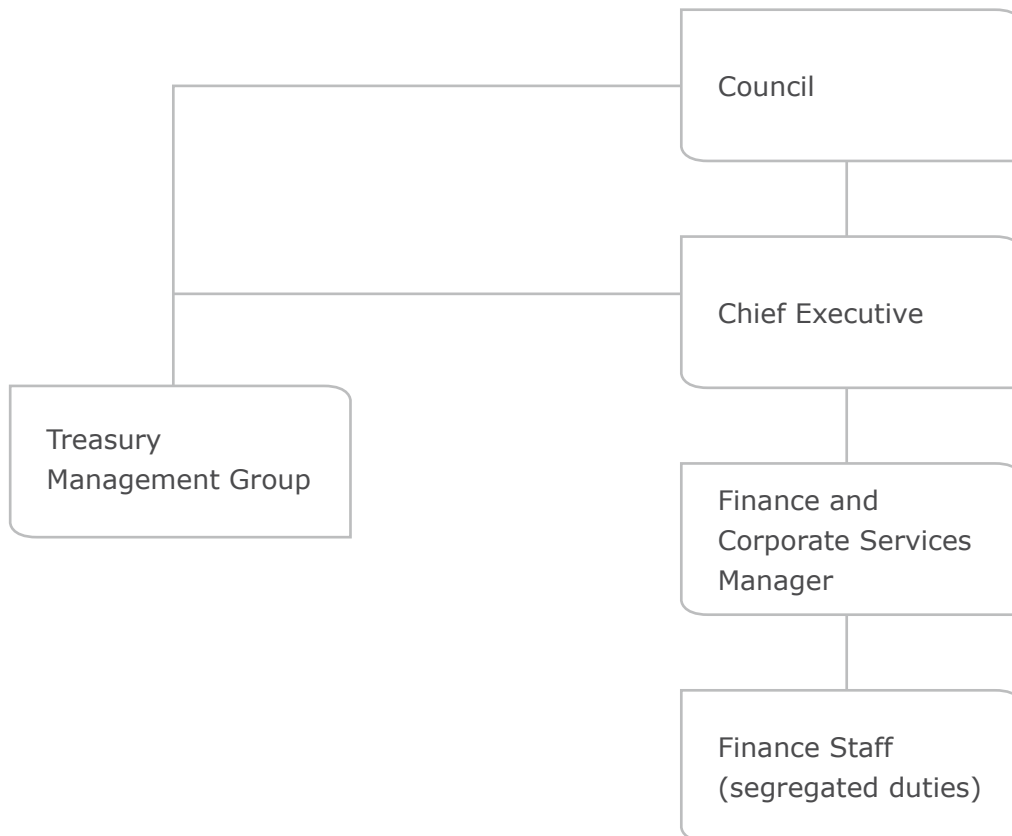 Council
Chief Executive
Treasury
Management Group
Finance and
Corporate Services
Manager
Finance Staff
(segregated duties)